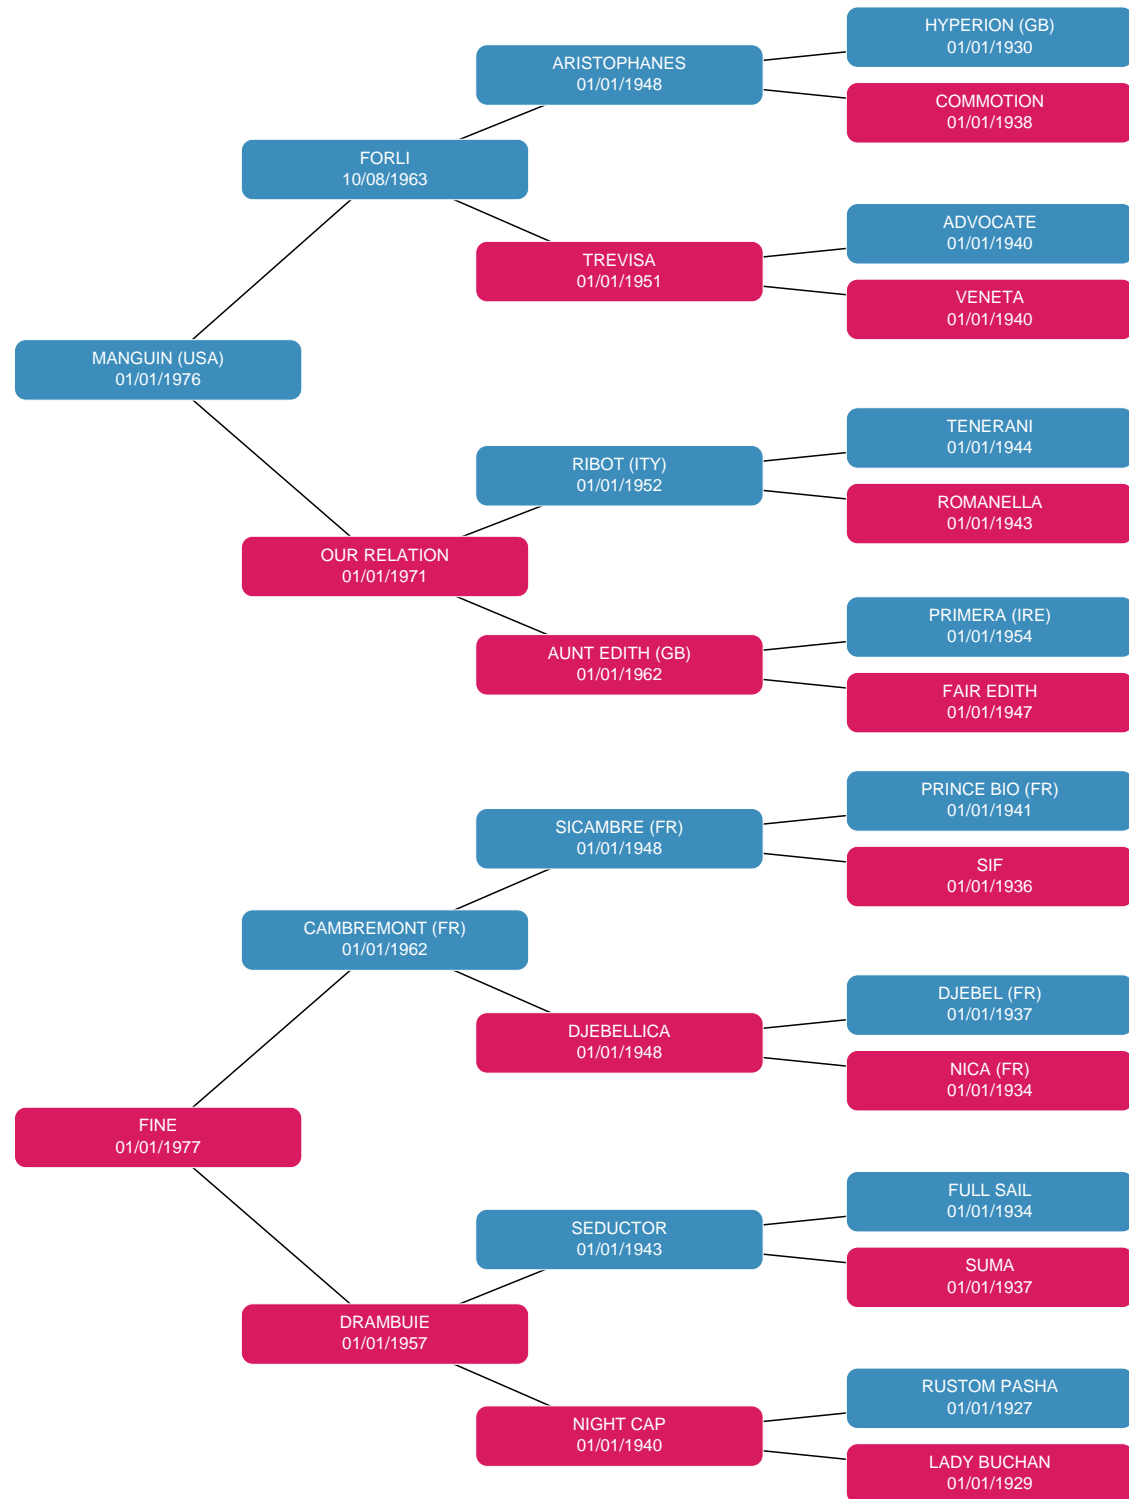 HYPERION (GB)
01/01/1930
ARISTOPHANES
01/01/1948
COMMOTION
01/01/1938
FORLI
10/08/1963
ADVOCATE
01/01/1940
TREVISA
01/01/1951
VENETA
01/01/1940
MANGUIN (USA)
01/01/1976
TENERANI
01/01/1944
RIBOT (ITY)
01/01/1952
ROMANELLA
01/01/1943
OUR RELATION
01/01/1971
PRIMERA (IRE)
01/01/1954
AUNT EDITH (GB)
01/01/1962
FAIR EDITH
01/01/1947
PRINCE BIO (FR)
01/01/1941
SICAMBRE (FR)
01/01/1948
SIF
01/01/1936
CAMBREMONT (FR)
01/01/1962
DJEBEL (FR)
01/01/1937
DJEBELLICA
01/01/1948
NICA (FR)
01/01/1934
FINE
01/01/1977
FULL SAIL
01/01/1934
SEDUCTOR
01/01/1943
SUMA
01/01/1937
DRAMBUIE
01/01/1957
RUSTOM PASHA
01/01/1927
NIGHT CAP
01/01/1940
LADY BUCHAN
01/01/1929